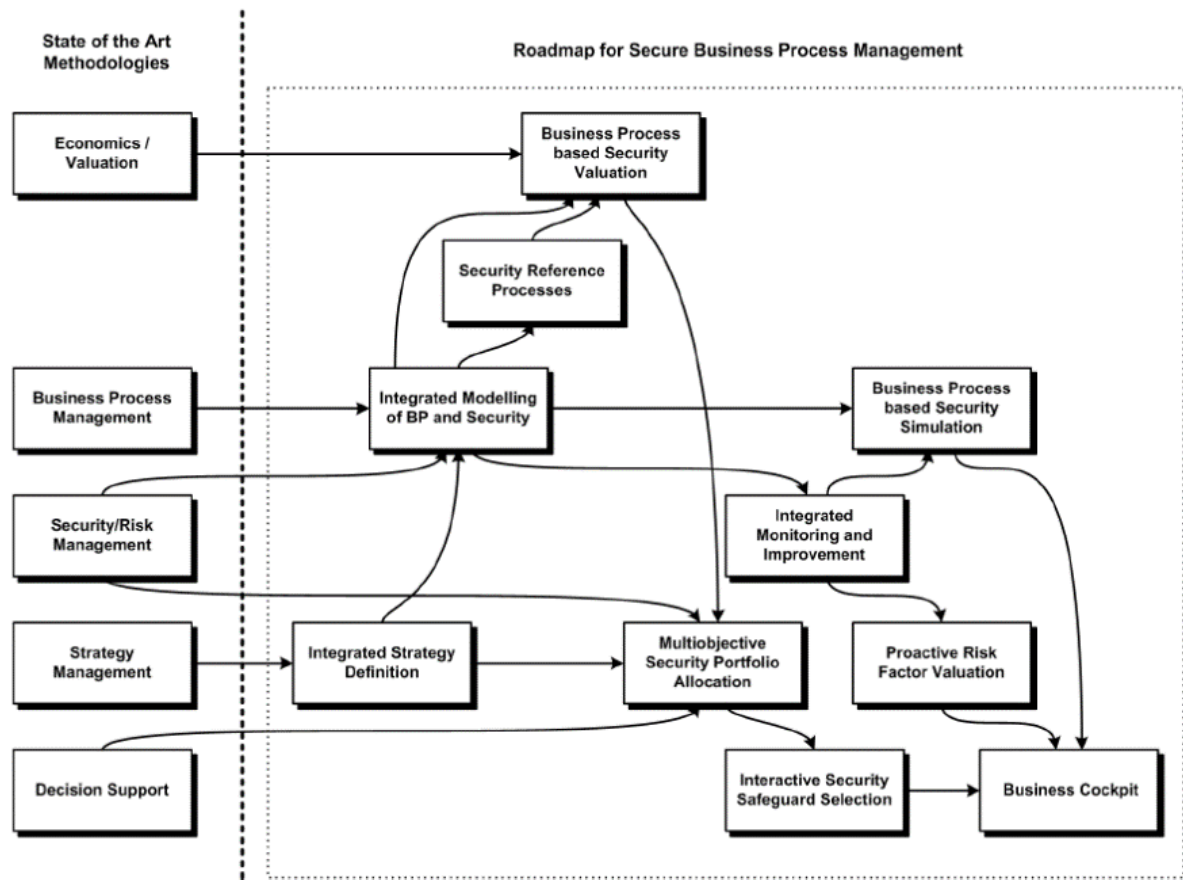 State of the Art
Methodologies
Roadmap for Secure Business Process Management
Economics /
Valuation
Business Process
based Security
Valuation
Security Reference
Processes
Business Process
Management
Integrated Modelling
of BP and Security
Business Process
based Security
Simulation
Security/Risk
Management
Integrated
Monitoring and
Improvement
Strategy
Management
Integrated Strategy
Definition
Multiobjective
Security Portfolio
Allocation
Proactive Risk
Factor Valuation
Decision Support
Interactive Security
Safeguard Selection
Business Cockpit